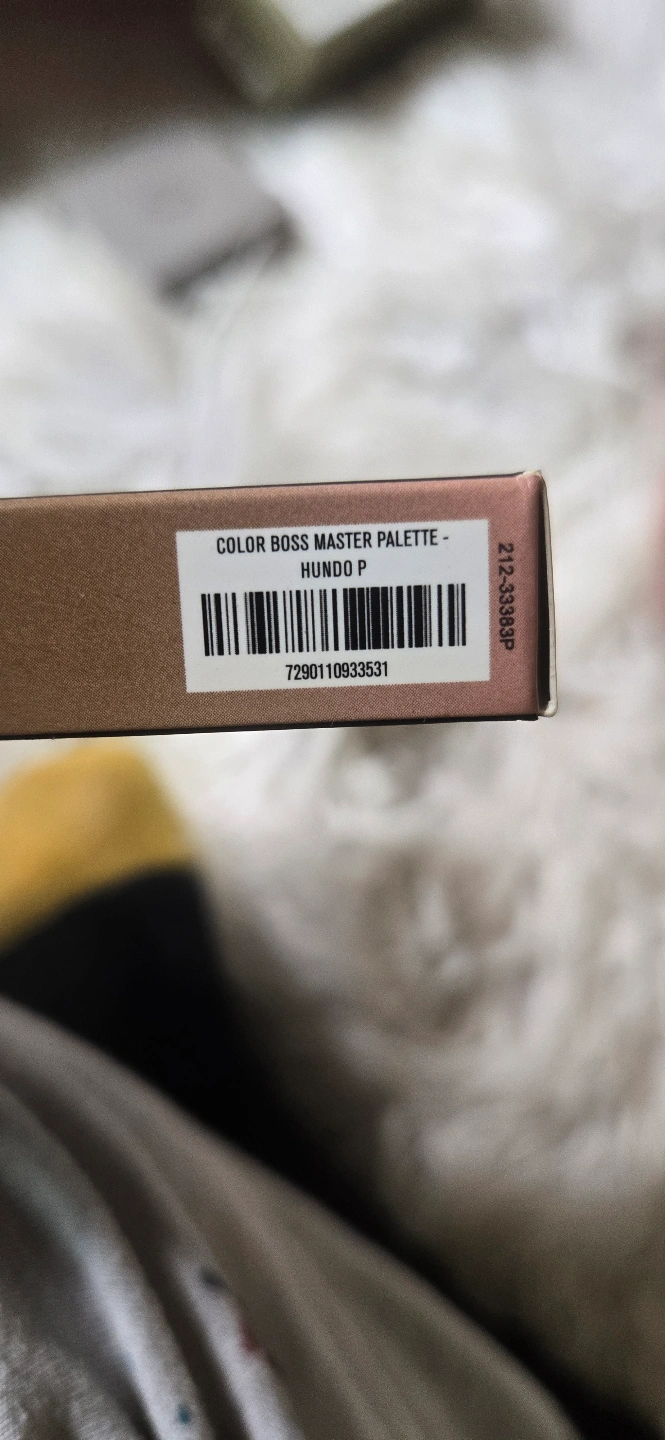 COLOR BOSS MASTER PALETTE -
HUNDO P
7290110933531
212-33383P